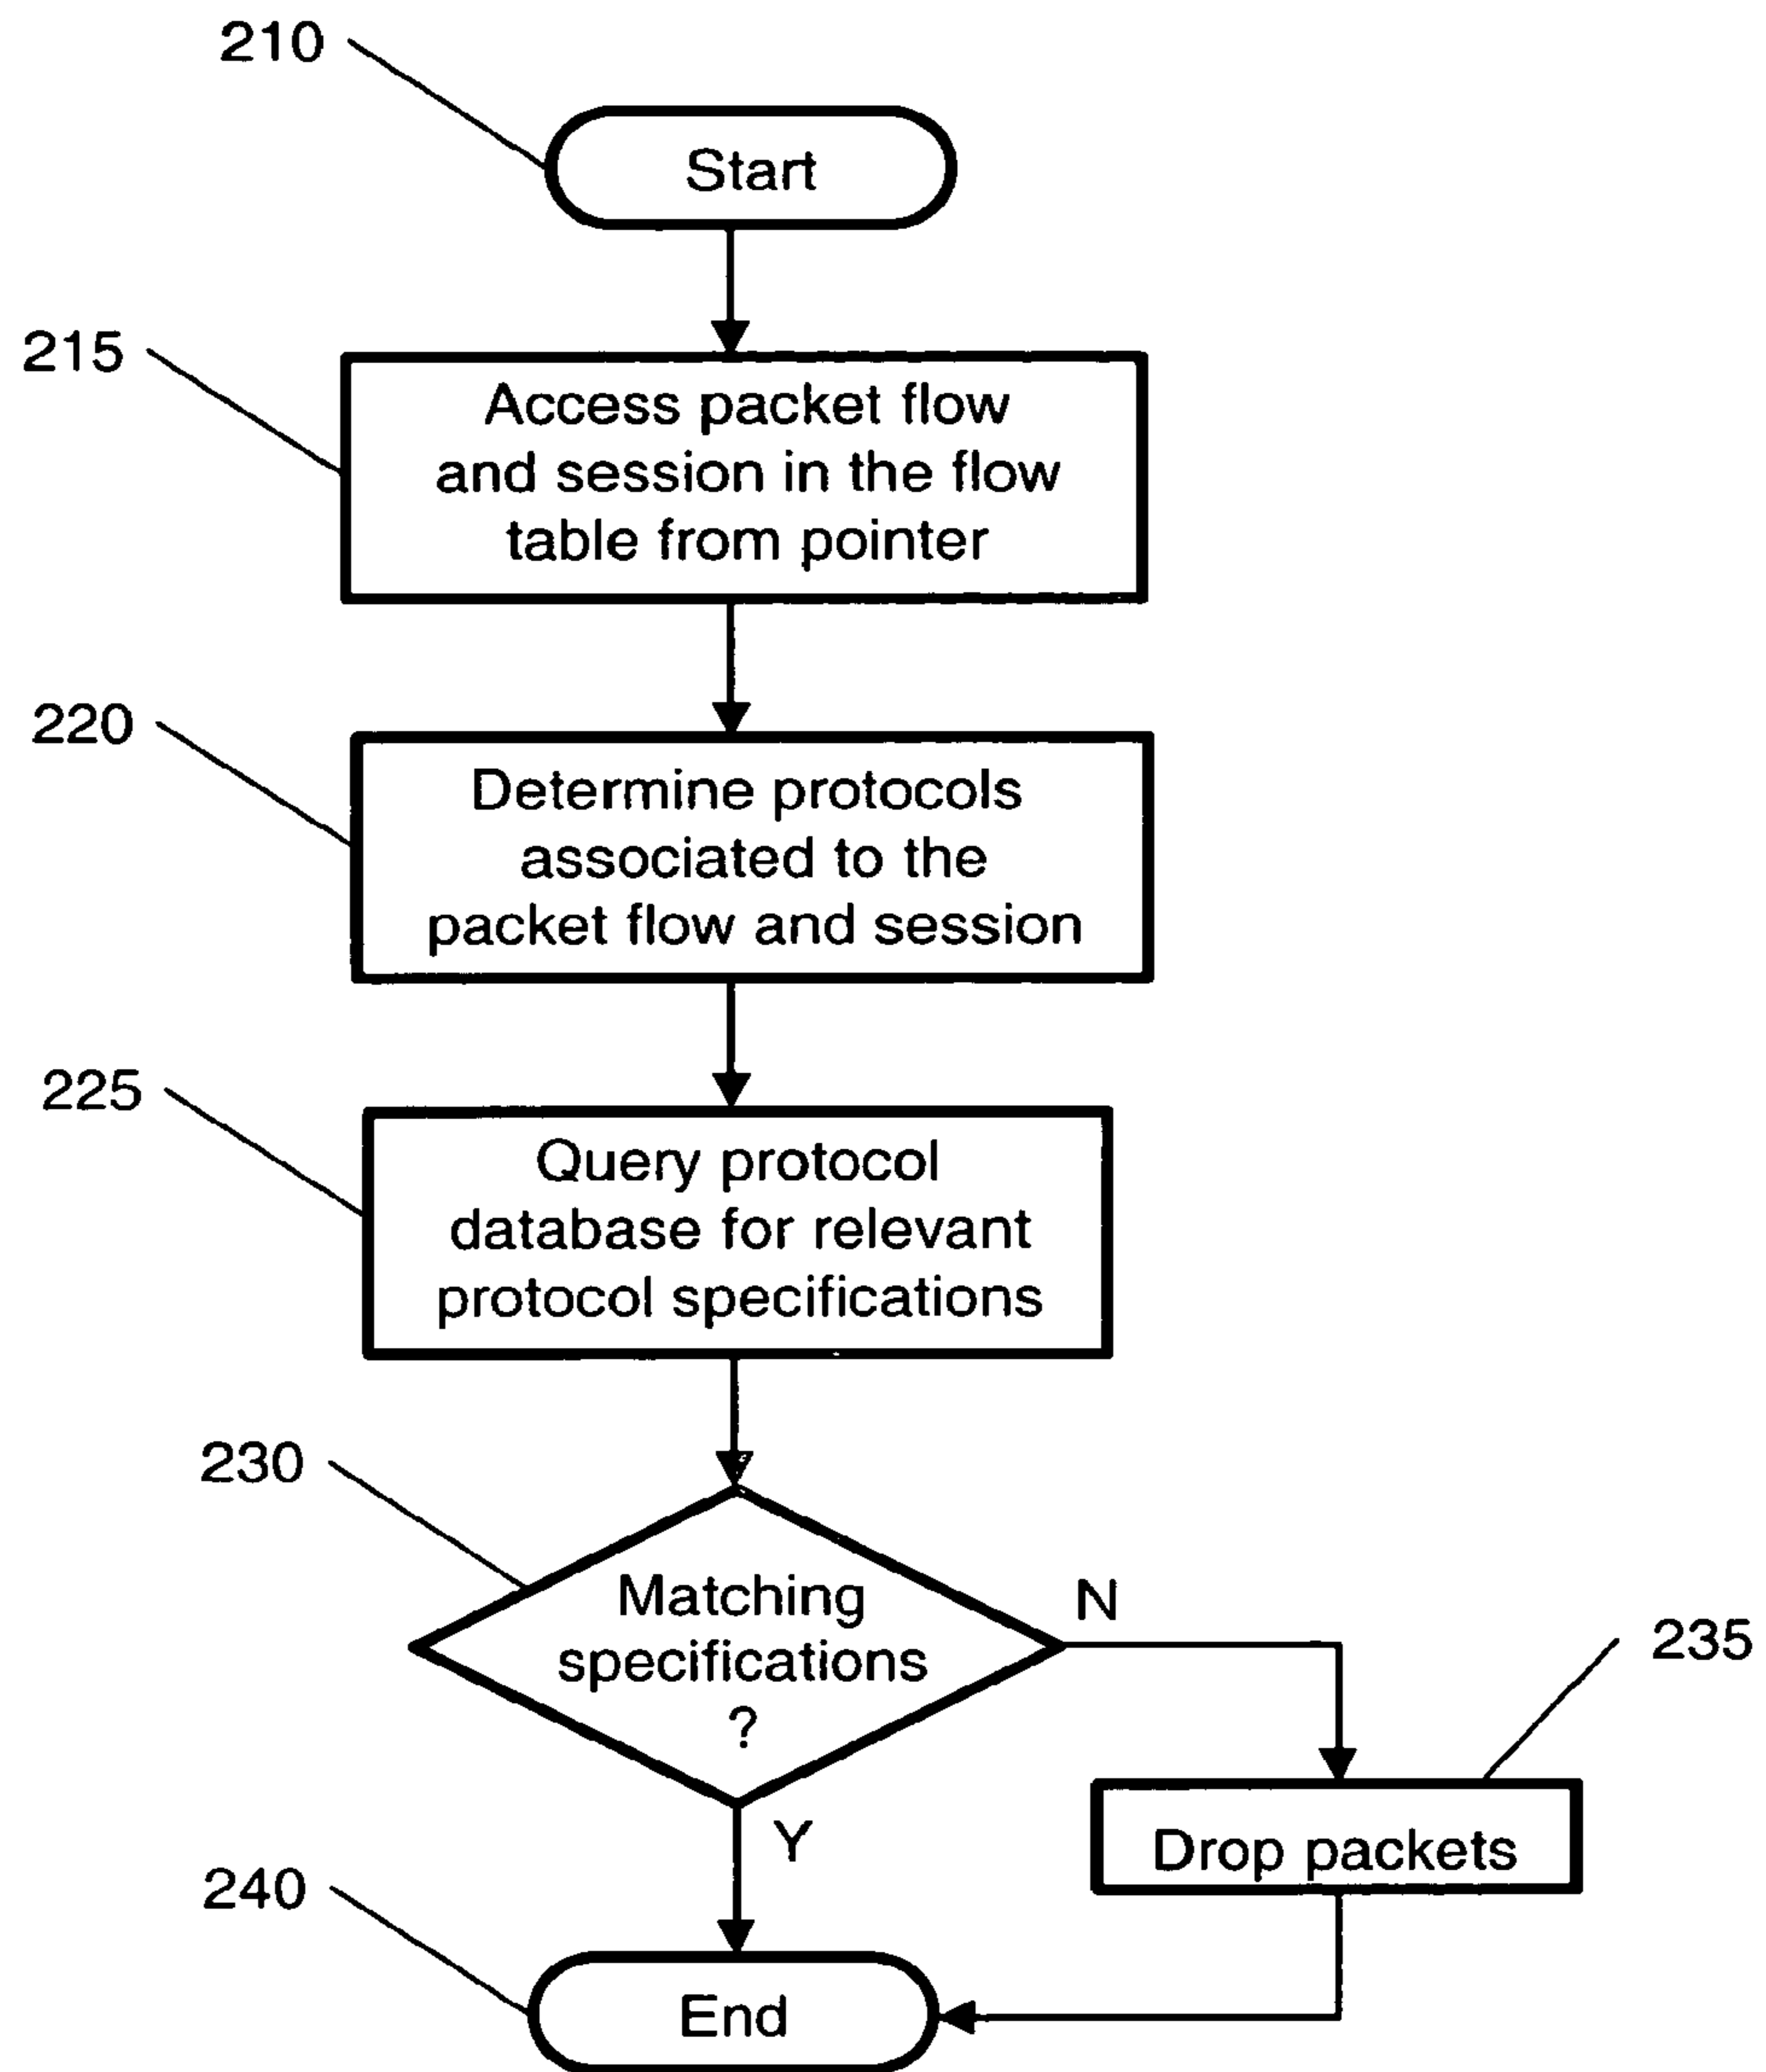 210
Start
215
Access packet flow
and session in the flow
table from pointer
220
Determine protocols
associated to the
packet flow and session
225
Query protocol
database for relevant
protocol specifications
230
Matching
specifications
?
N
235
Drop packets
Y
240
End